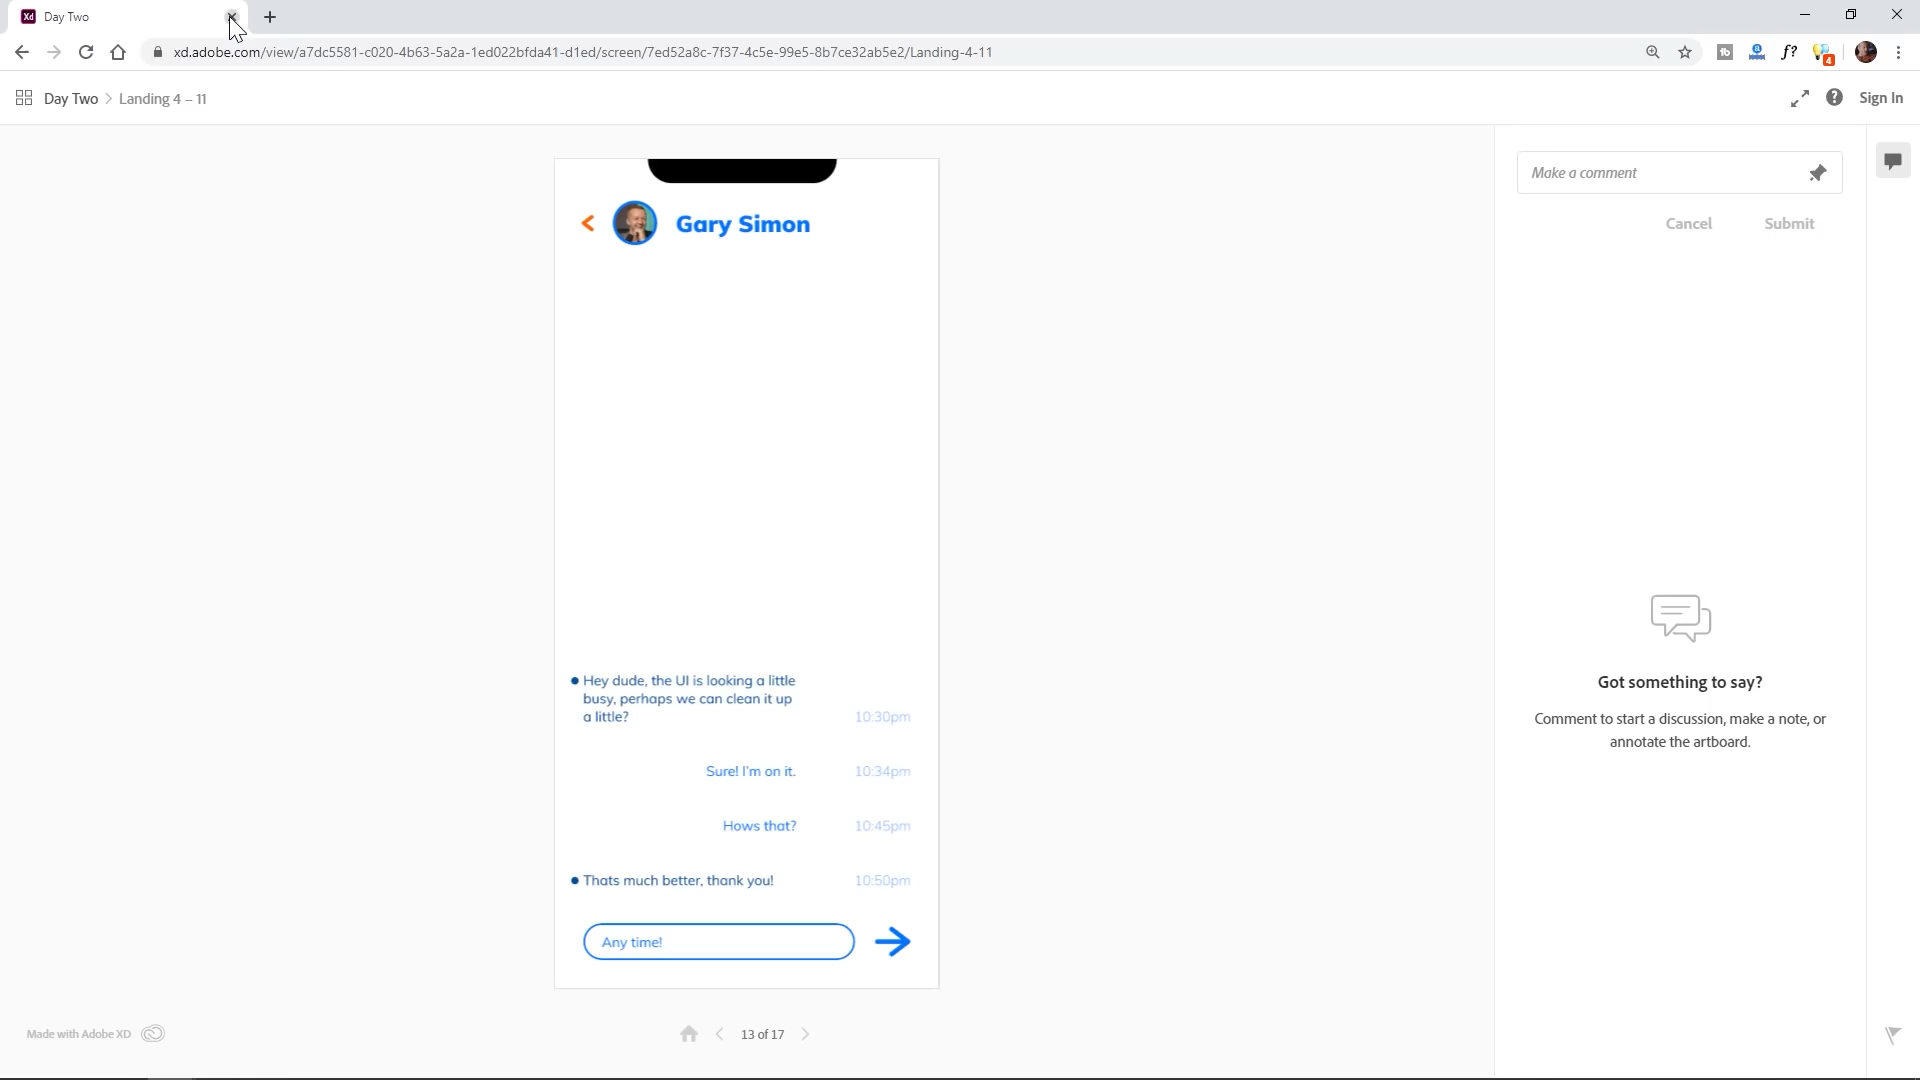 Xd Day Two
xd.adobe.com/view/a7dc5581-c020-4b63-5a2a-1ed022bfda41-d1ed/screen/7ed52a8c-7f37-4c5e-99e5-8b7ce32ab5e2/Landing-4-11
tb
f?
4
Day Two > Landing 4 – 11
? Sign In
Make a comment
Cancel Submit
Gary Simon
Hey dude, the UI is looking a little
busy, perhaps we can clean it up
a little? 10:30pm
Sure! I'm on it. 10:34pm
Hows that? 10:45pm
Thats much better, thank you! 10:50pm
Any time!
Got something to say?
Comment to start a discussion, make a note, or
annotate the artboard.
Made with Adobe XD
13 of 17